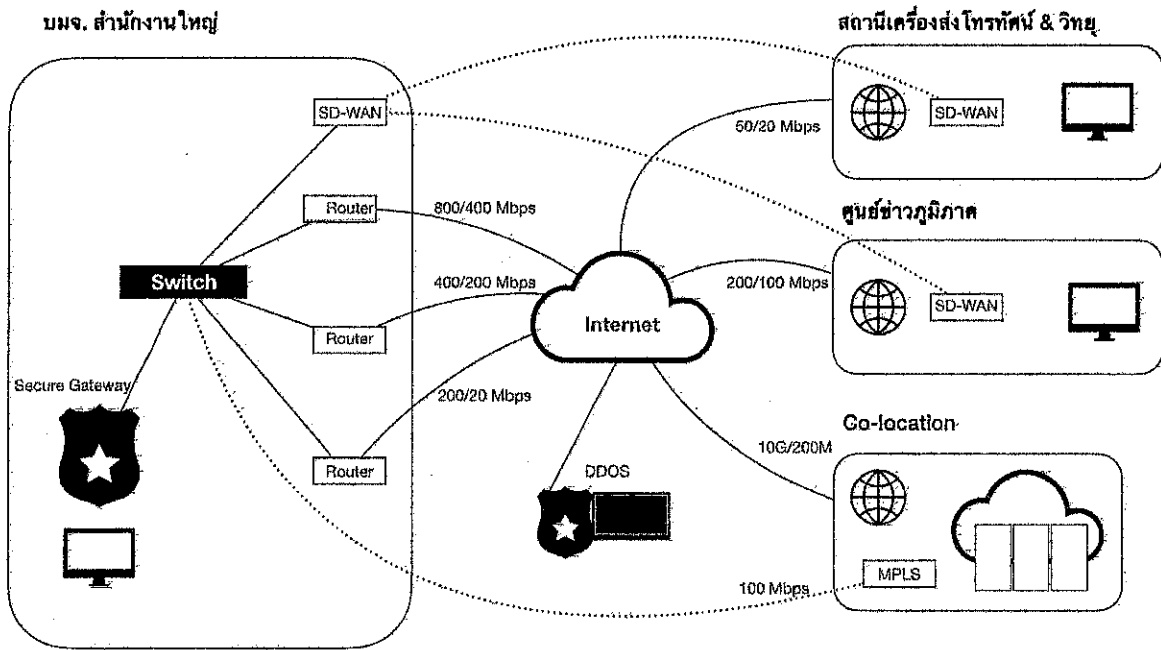 บมจ. สำนักงานใหญ่
สถานีเครื่องส่งโทรทัศน์ & วิทยุ
SD-WAN
SD-WAN
50/20 Mbps
Router
800/400 Mbps
ศูนย์ข่าวภูมิภาค
Switch
400/200 Mbps
200/100 Mbps
SD-WAN
Internet
Router
Secure Gateway
200/20 Mbps
Co-location
Router
DDOS
10G/200M
MPLS
100 Mbps